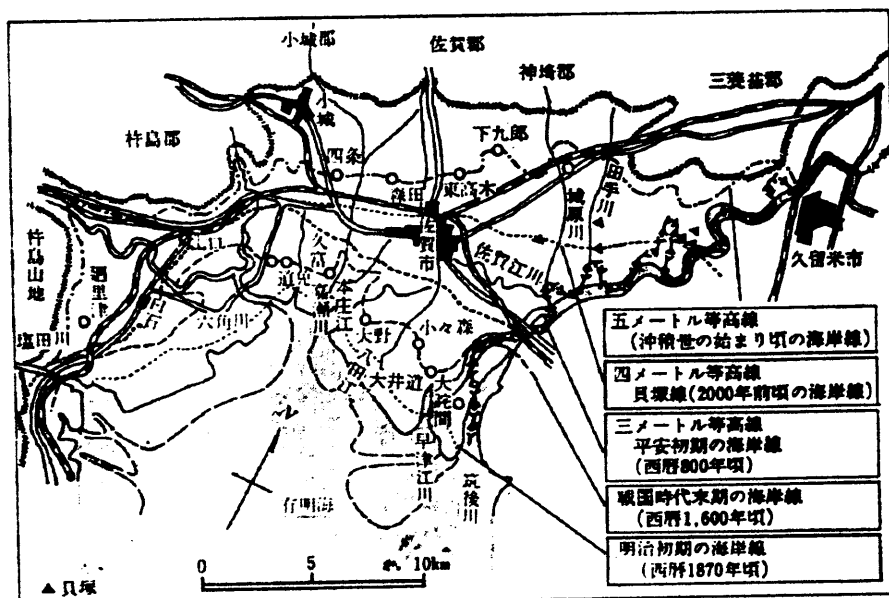 小城郡
佐賀郡
神埼郡
三養基郡
杵島郡
小城
四条
下九郎
森田
東高木
城原川
田手川
佐賀市
佐賀江川
久留米市
杵島山地
廻里津
塩田川
六角川
久富
嘉瀬川
本庄江
大野
小々森
八田江
大井道
大詫間
早津江川
筑後川
有明海
五メートル等高線
(沖積世の始まり頃の海岸線)
四メートル等高線
貝塚線(2000年前頃の海岸線)
三メートル等高線
平安初期の海岸線
(西暦800年頃)
戦国時代末期の海岸線
(西暦1,600年頃)
明治初期の海岸線
(西暦1870年頃)
0 5 10km
▲貝塚